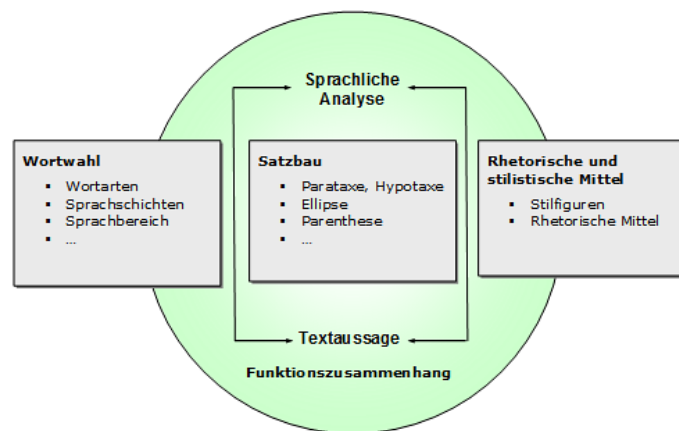 Sprachliche
Analyse
Wortwahl
▪ Wortarten
▪ Sprachschichten
▪ Sprachbereich
▪ ...
Satzbau
▪ Parataxe, Hypotaxe
▪ Ellipse
▪ Parenthese
▪ ...
Rhetorische und
stilistische Mittel
▪ Stilfiguren
▪ Rhetorische Mittel
Textaussage
Funktionszusammenhang